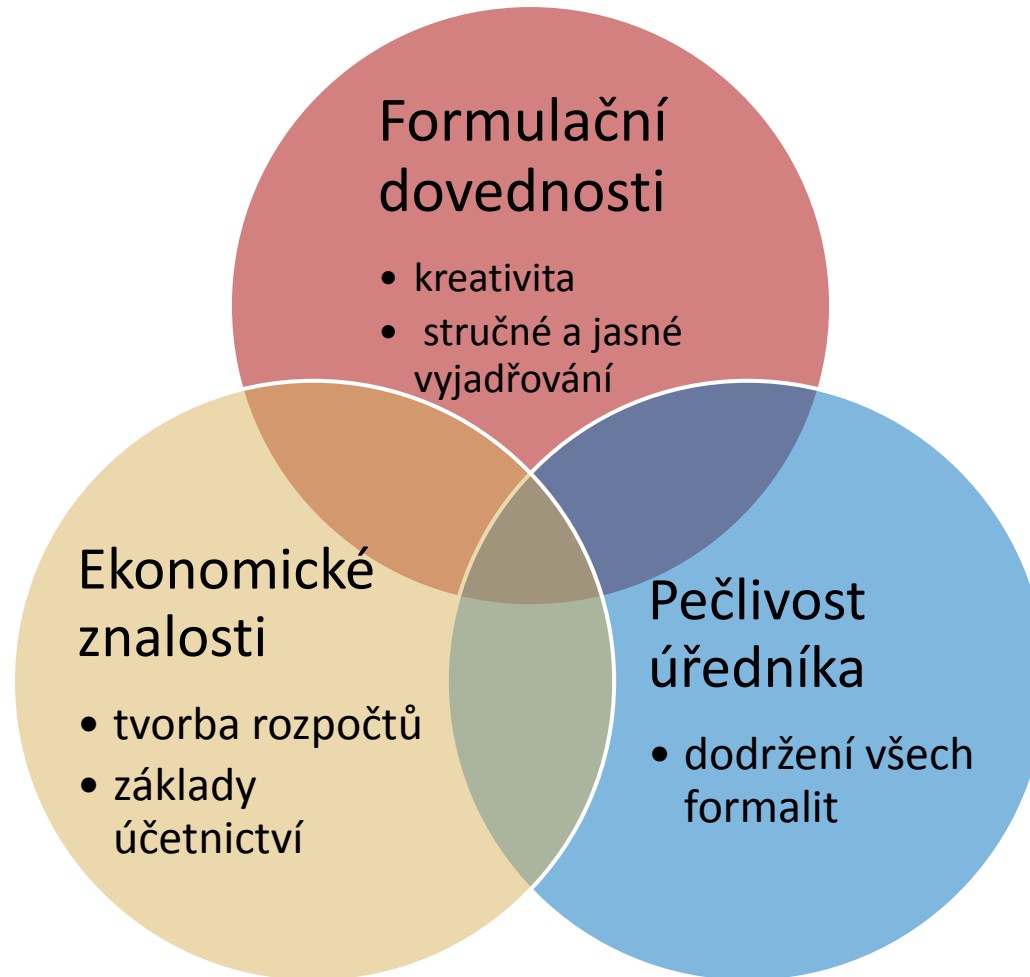 Formulační
dovednosti
• kreativita
• stručné a jasné
vyjadřování
Ekonomické
znalosti
• tvorba rozpočtů
• základy
účetnictví
Pečlivost
úředníka
• dodržení všech
formalit